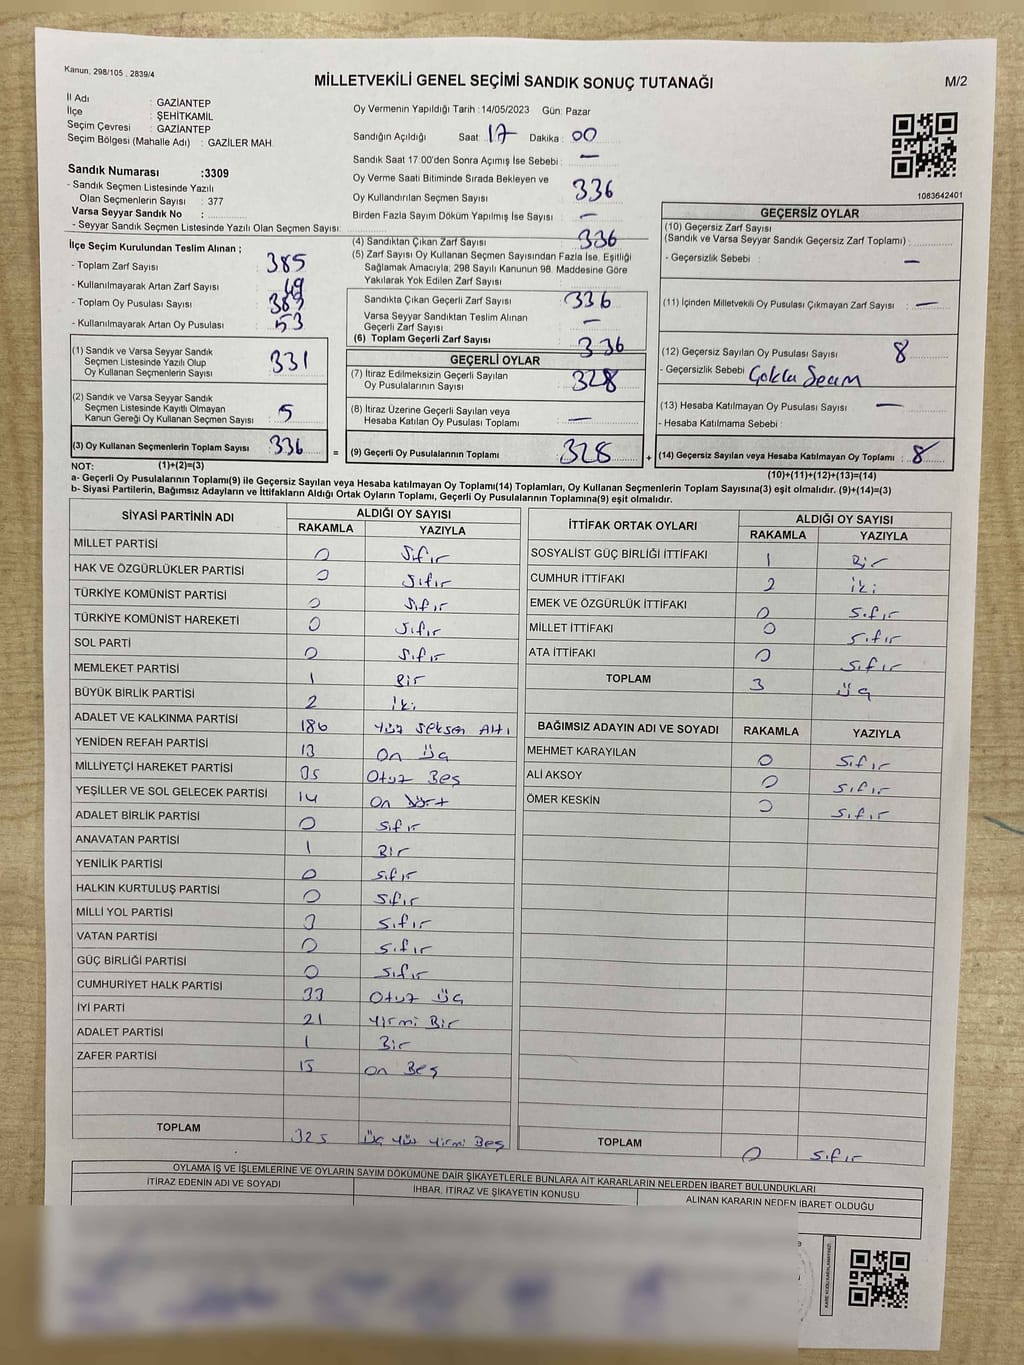 Kanun, 298/105 , 2839/4
MİLLETVEKİLİ GENEL SEÇİMİ SANDIK SONUÇ TUTANAĞI
M/2
İl Adı : GAZİANTEP
İlçe : ŞEHİTKAMİL
Seçim Çevresi : GAZİANTEP
Seçim Bölgesi (Mahalle Adı) : GAZİLER MAH.
Sandık Numarası :3309
- Sandık Seçmen Listesinde Yazılı
Olan Seçmenlerin Sayısı : 377
Varsa Seyyar Sandık No :
- Seyyar Sandık Seçmen Listesinde Yazılı Olan Seçmen Sayısı:
Oy Vermenin Yapıldığı Tarih : 14/05/2023 Gün: Pazar
Sandığın Açıldığı Saat: 17 Dakika : 00
Sandık Saat 17:00'den Sonra Açımış İse Sebebi : —
Oy Verme Saati Bitiminde Sırada Bekleyen ve
Oy Kullandırılan Seçmen Sayısı : 336
Birden Fazla Sayım Döküm Yapılmış İse Sayısı : —
1083642401
İlçe Seçim Kurulundan Teslim Alınan ;
- Toplam Zarf Sayısı : 385
- Kullanılmayarak Artan Zarf Sayısı : 49
- Toplam Oy Pusulası Sayısı : 389
- Kullanılmayarak Artan Oy Pusulası : 53
(1) Sandık ve Varsa Seyyar Sandık
Seçmen Listesinde Yazılı Olup
Oy Kullanan Seçmenlerin Sayısı : 331
(2) Sandık ve Varsa Seyyar Sandık
Seçmen Listesinde Kayıtlı Olmayan
Kanun Gereği Oy Kullanan Seçmen Sayısı : 5
(3) Oy Kullanan Seçmenlerin Toplam Sayısı : 336
(1)+(2)=(3)
(4) Sandıktan Çıkan Zarf Sayısı : 336
(5) Zarf Sayısı Oy Kullanan Seçmen Sayısından Fazla İse, Eşitliği
Sağlamak Amacıyla; 298 Sayılı Kanunun 98. Maddesine Göre
Yakılarak Yok Edilen Zarf Sayısı :
Sandıkta Çıkan Geçerli Zarf Sayısı : 336
Varsa Seyyar Sandıktan Teslim Alınan
Geçerli Zarf Sayısı : —
(6) Toplam Geçerli Zarf Sayısı : 336
GEÇERLİ OYLAR
(7) İtiraz Edilmeksizin Geçerli Sayılan
Oy Pusulalarının Sayısı : 328
(8) İtiraz Üzerine Geçerli Sayılan veya
Hesaba Katılan Oy Pusulası Toplamı : —
= (9) Geçerli Oy Pusulalarının Toplamı : 328
GEÇERSİZ OYLAR
(10) Geçersiz Zarf Sayısı
(Sandık ve Varsa Seyyar Sandık Geçersiz Zarf Toplamı) :
- Geçersizlik Sebebi : —
(11) İçinden Milletvekili Oy Pusulası Çıkmayan Zarf Sayısı : —
(12) Geçersiz Sayılan Oy Pusulası Sayısı : 8
- Geçersizlik Sebebi : Çoklu Seçim
(13) Hesaba Katılmayan Oy Pusulası Sayısı : —
- Hesaba Katılmama Sebebi :
+ (14) Geçersiz Sayılan veya Hesaba Katılmayan Oy Toplamı : 8
(10)+(11)+(12)+(13)=(14)
NOT:
a- Geçerli Oy Pusulalarının Toplamı(9) ile Geçersiz Sayılan veya Hesaba katılmayan Oy Toplamı(14) Toplamları, Oy Kullanan Seçmenlerin Toplam Sayısına(3) eşit olmalıdır. (9)+(14)=(3)
b- Siyasi Partilerin, Bağımsız Adayların ve İttifakların Aldığı Ortak Oyların Toplamı, Geçerli Oy Pusulalarının Toplamına(9) eşit olmalıdır.
SİYASİ PARTİNİN ADI ALDIĞI OY SAYISI
RAKAMLA YAZIYLA
MİLLET PARTİSİ 0 Sıfır
HAK VE ÖZGÜRLÜKLER PARTİSİ 0 Sıfır
TÜRKİYE KOMÜNİST PARTİSİ 0 Sıfır
TÜRKİYE KOMÜNİST HAREKETİ 0 Sıfır
SOL PARTİ 0 Sıfır
MEMLEKET PARTİSİ 1 Bir
BÜYÜK BİRLİK PARTİSİ 2 İki
ADALET VE KALKINMA PARTİSİ 186 Yüz Seksen Altı
YENİDEN REFAH PARTİSİ 13 On Üç
MİLLİYETÇİ HAREKET PARTİSİ 35 Otuz Beş
YEŞİLLER VE SOL GELECEK PARTİSİ 14 On Dört
ADALET BİRLİK PARTİSİ 0 Sıfır
ANAVATAN PARTİSİ 1 Bir
YENİLİK PARTİSİ 0 Sıfır
HALKIN KURTULUŞ PARTİSİ 0 Sıfır
MİLLİ YOL PARTİSİ 0 Sıfır
VATAN PARTİSİ 0 Sıfır
GÜÇ BİRLİĞİ PARTİSİ 0 Sıfır
CUMHURİYET HALK PARTİSİ 33 Otuz Üç
İYİ PARTİ 21 Yirmi Bir
ADALET PARTİSİ 1 Bir
ZAFER PARTİSİ 15 On Beş
TOPLAM 325 Üç Yüz Yirmi Beş
İTTİFAK ORTAK OYLARI ALDIĞI OY SAYISI
RAKAMLA YAZIYLA
SOSYALİST GÜÇ BİRLİĞİ İTTİFAKI 1 Bir
CUMHUR İTTİFAKI 2 İki
EMEK VE ÖZGÜRLÜK İTTİFAKI 0 Sıfır
MİLLET İTTİFAKI 0 Sıfır
ATA İTTİFAKI 0 Sıfır
TOPLAM 3 Üç
BAĞIMSIZ ADAYIN ADI VE SOYADI RAKAMLA YAZIYLA
MEHMET KARAYILAN 0 Sıfır
ALİ AKSOY 0 Sıfır
ÖMER KESKİN 0 Sıfır
TOPLAM 0 Sıfır
OYLAMA İŞ VE İŞLEMLERİNE VE OYLARIN SAYIM DÖKÜMÜNE DAİR ŞİKAYETLERLE BUNLARA AİT KARARLARIN NELERDEN İBARET BULUNDUKLARI
İTİRAZ EDENİN ADI VE SOYADI İHBAR, İTİRAZ VE ŞİKAYETİN KONUSU ALINAN KARARIN NEDEN İBARET OLDUĞU